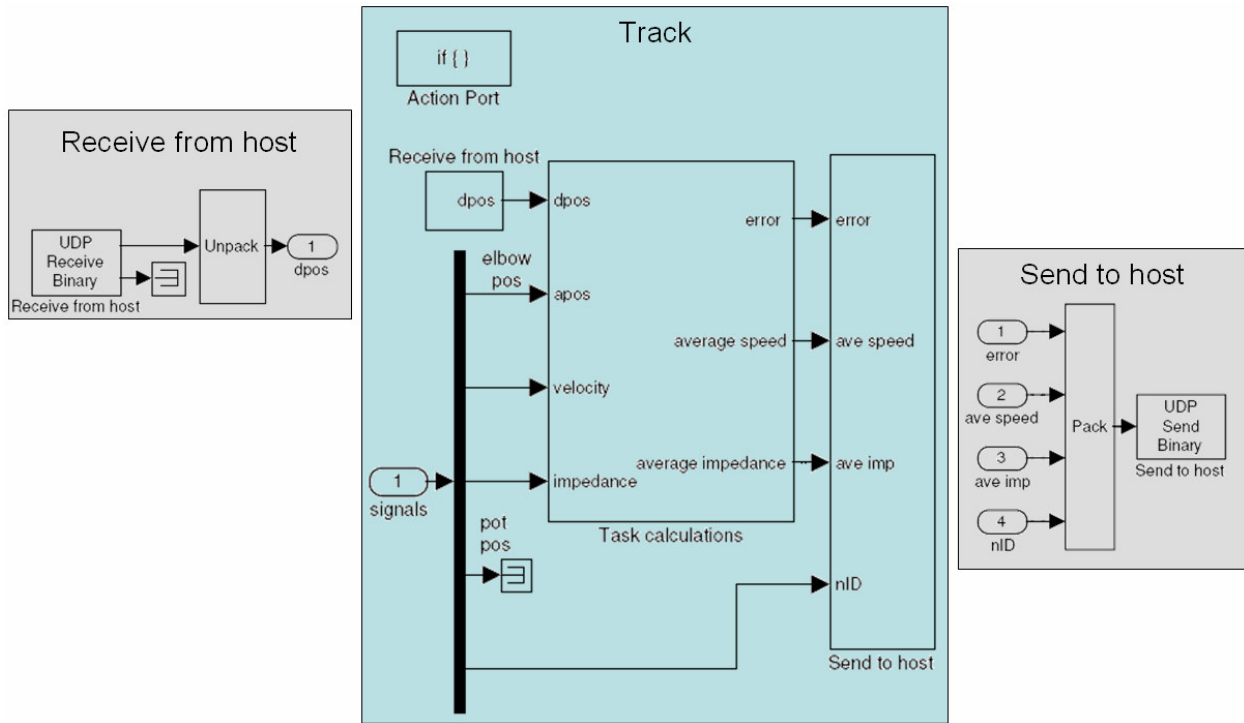 Receive from host
UDP
Receive
Binary
Receive from host
Unpack
1
dpos
Track
if { }
Action Port
Receive from host
dpos
dpos
elbow
pos
apos
velocity
impedance
error
average speed
average impedance
Task calculations
1
signals
pot
pos
error
ave speed
ave imp
nID
Send to host
Send to host
1
error
2
ave speed
3
ave imp
4
nID
Pack
UDP
Send
Binary
Send to host